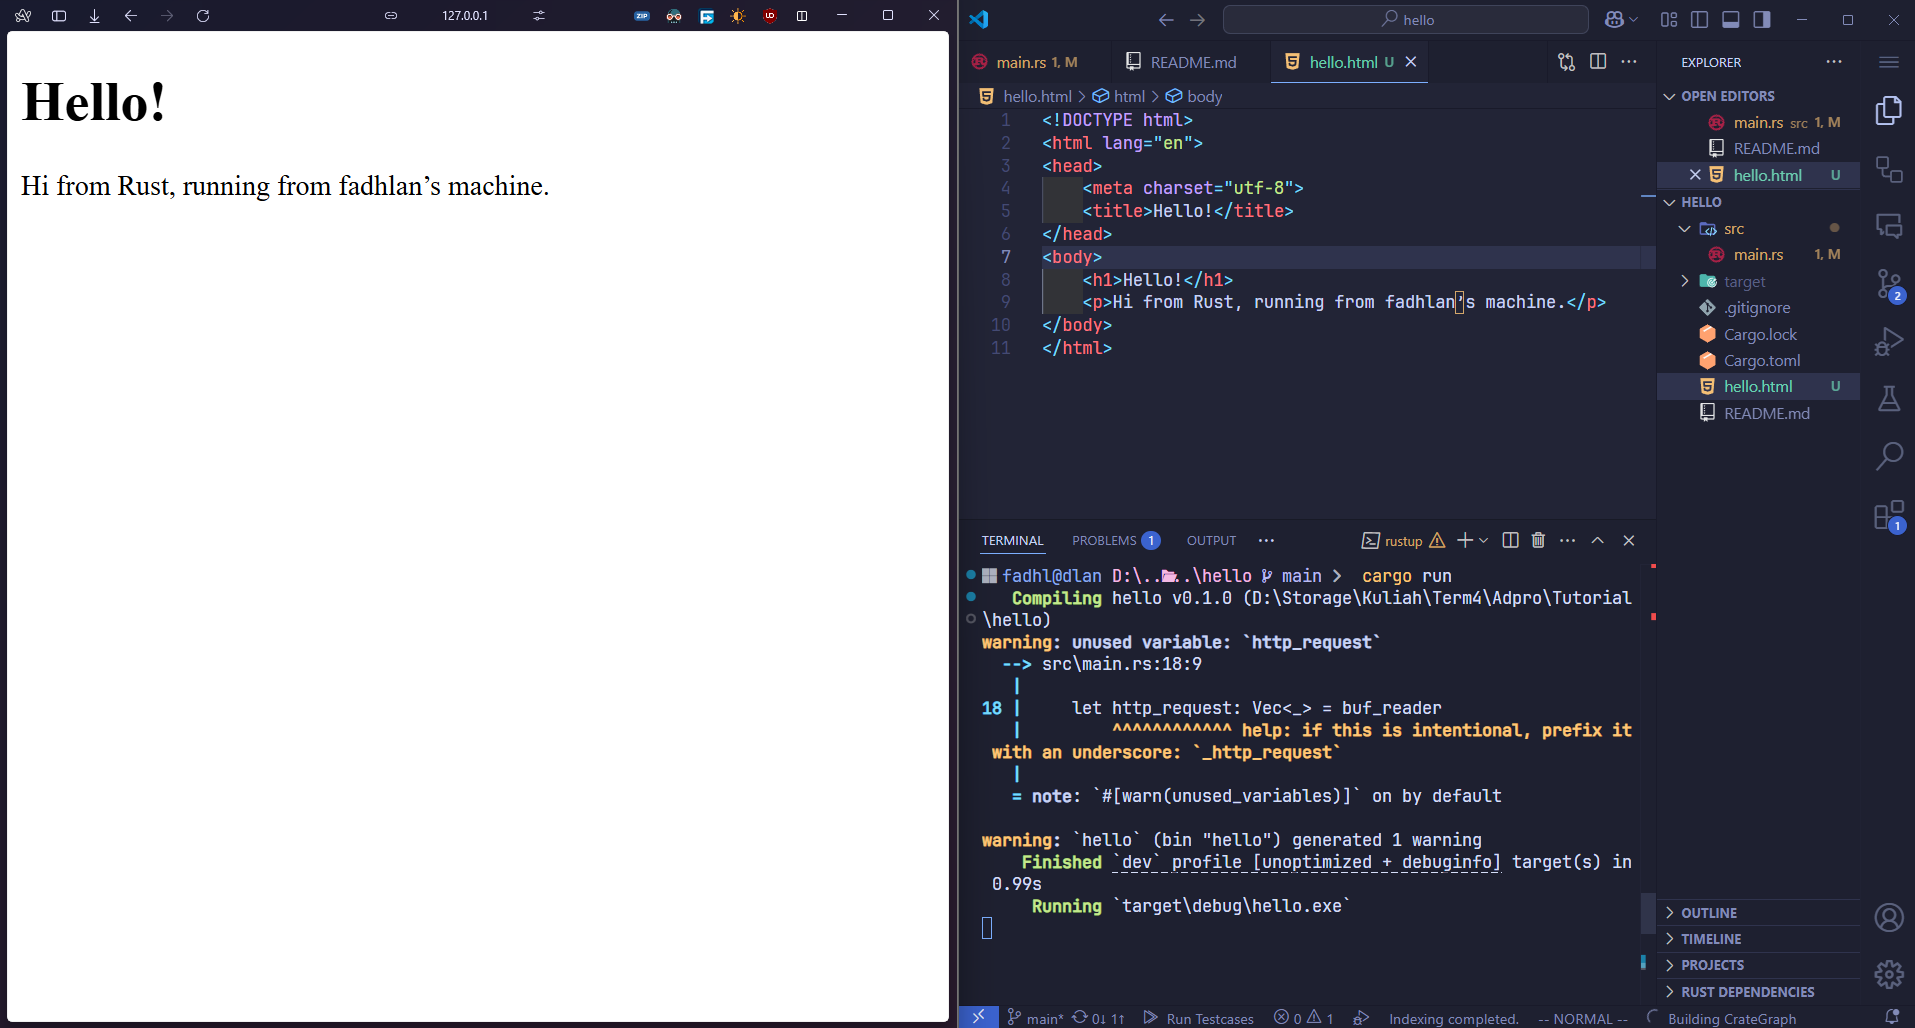 127.0.0.1
ZIP
Hello!
Hi from Rust, running from fadhlan’s machine.
hello
main.rs 1, M
README.md
hello.html U
hello.html > html > body
1 <!DOCTYPE html>
2 <html lang="en">
3 <head>
4 <meta charset="utf-8">
5 <title>Hello!</title>
6 </head>
7 <body>
8 <h1>Hello!</h1>
9 <p>Hi from Rust, running from fadhlan’s machine.</p>
10 </body>
11 </html>
TERMINAL
PROBLEMS 1
OUTPUT
rustup
fadhl@dlan D:\....\hello main > cargo run
Compiling hello v0.1.0 (D:\Storage\Kuliah\Term4\Adpro\Tutorial
\hello)
warning: unused variable: `http_request`
--> src\main.rs:18:9
|
18 | let http_request: Vec<_> = buf_reader
| ^^^^^^^^^^^^ help: if this is intentional, prefix it
with an underscore: `_http_request`
|
= note: `#[warn(unused_variables)]` on by default
warning: `hello` (bin "hello") generated 1 warning
Finished `dev` profile [unoptimized + debuginfo] target(s) in
0.99s
Running `target\debug\hello.exe`
EXPLORER
OPEN EDITORS
main.rs src 1, M
README.md
hello.html U
HELLO
src
main.rs 1, M
target
.gitignore
Cargo.lock
Cargo.toml
hello.html U
README.md
OUTLINE
TIMELINE
PROJECTS
RUST DEPENDENCIES
2
1
main* 0↓ 1↑
Run Testcases
0 1
Indexing completed.
-- NORMAL --
Building CrateGraph